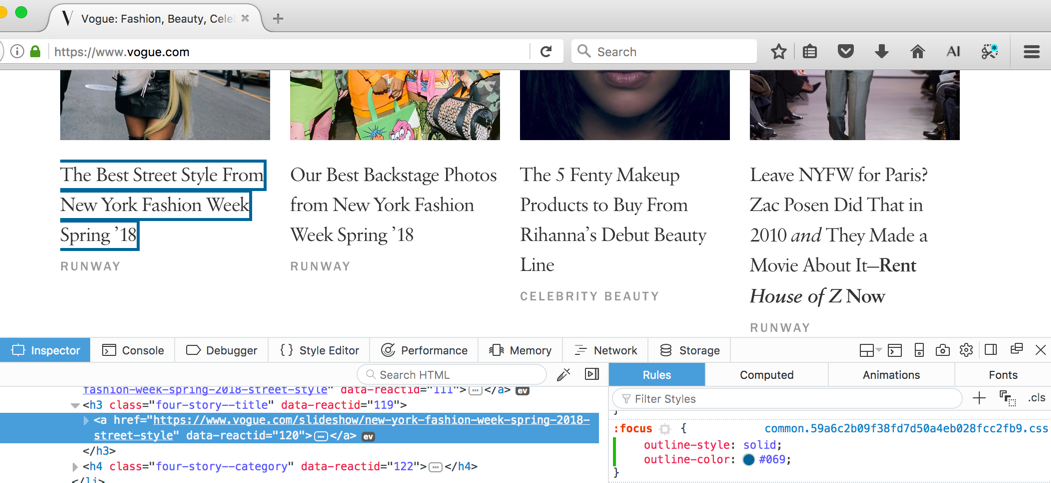 Vogue: Fashion, Beauty, Cele
https://www.vogue.com
Search
AI
The Best Street Style From
New York Fashion Week
Spring ’18
RUNWAY
Our Best Backstage Photos
from New York Fashion
Week Spring ’18
RUNWAY
The 5 Fenty Makeup
Products to Buy From
Rihanna’s Debut Beauty
Line
CELEBRITY BEAUTY
Leave NYFW for Paris?
Zac Posen Did That in
2010 and They Made a
Movie About It—Rent
House of Z Now
RUNWAY
Inspector
Console
Debugger
{ } Style Editor
Performance
Memory
Network
Storage
Search HTML
fashion-week-spring-2018-street-style" data-reactid="111"></a> ev
<h3 class="four-story--title" data-reactid="119">
<a href="https://www.vogue.com/slideshow/new-york-fashion-week-spring-2018-
street-style" data-reactid="120"></a> ev
</h3>
<h4 class="four-story--category" data-reactid="122"></h4>
</li>
Rules
Computed
Animations
Fonts
Filter Styles
.cls
}
:focus { common.59a6c2b09f38fd7d50a4eb028fcc2fb9.css
outline-style: solid;
outline-color: #069;
}